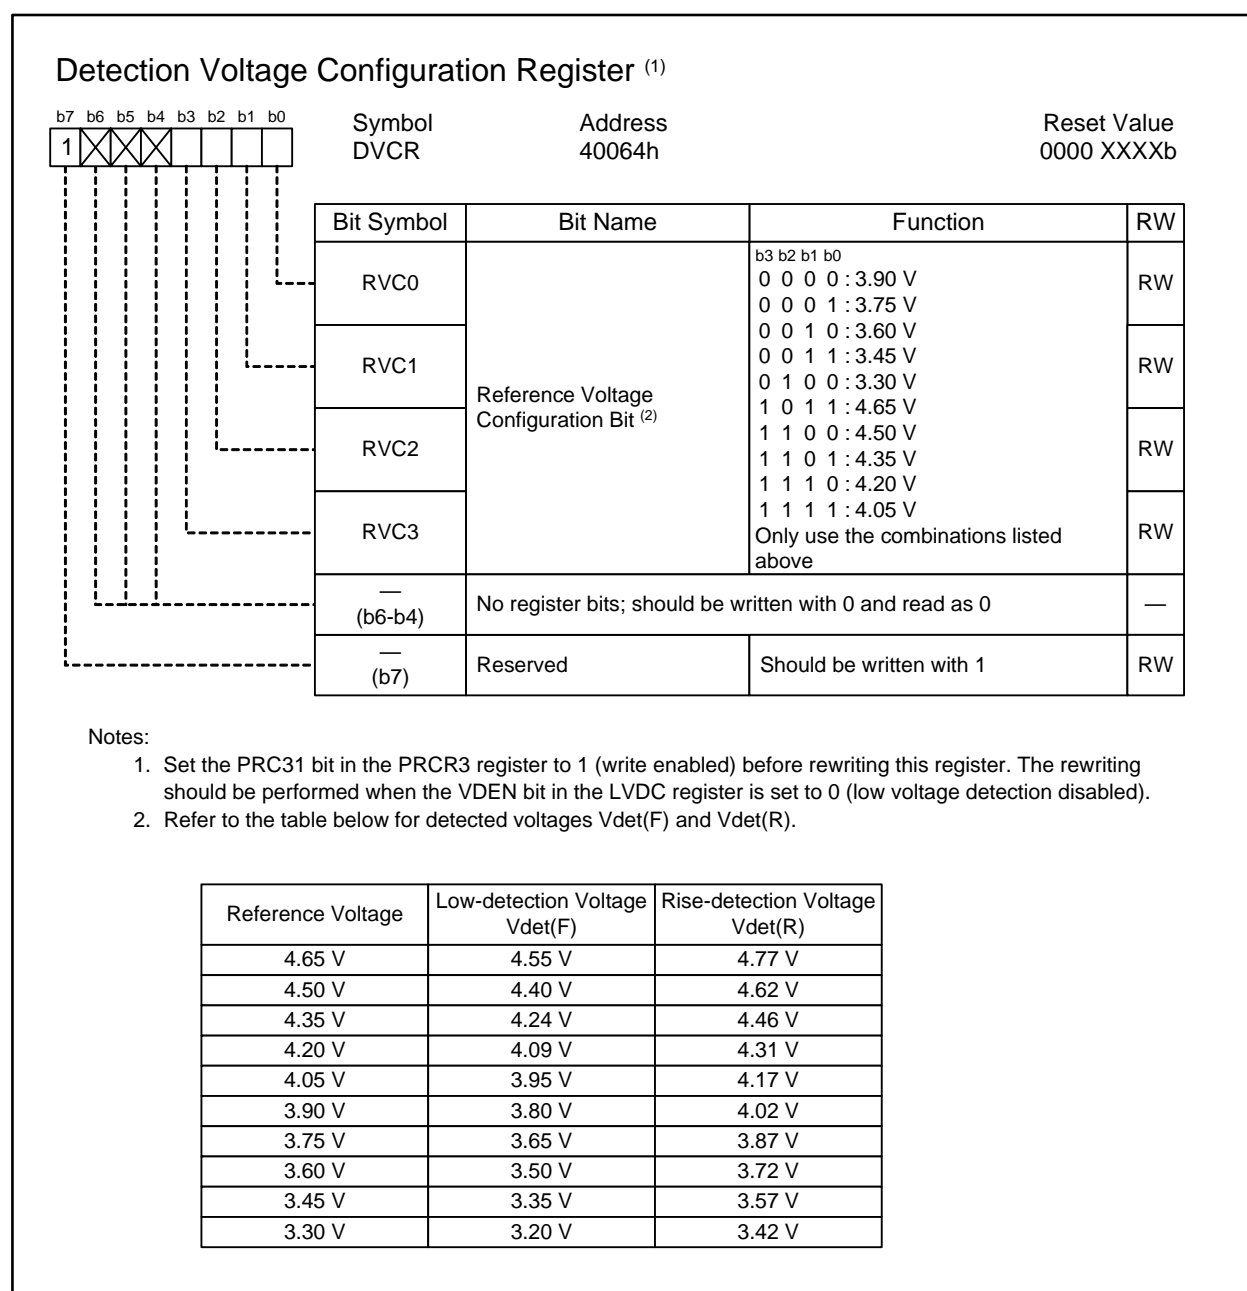 Detection Voltage Configuration Register (1)
b7 b6 b5 b4 b3 b2 b1 b0
1
Symbol Address Reset Value
DVCR 40064h 0000 XXXXb
Bit Symbol Bit Name Function RW
RVC0 RW
RVC1 RW
RVC2 RW
RVC3 RW
Reference Voltage
Configuration Bit (2)
b3 b2 b1 b0
0 0 0 0 : 3.90 V
0 0 0 1 : 3.75 V
0 0 1 0 : 3.60 V
0 0 1 1 : 3.45 V
0 1 0 0 : 3.30 V
1 0 1 1 : 4.65 V
1 1 0 0 : 4.50 V
1 1 0 1 : 4.35 V
1 1 1 0 : 4.20 V
1 1 1 1 : 4.05 V
Only use the combinations listed
above
—
(b6-b4) No register bits; should be written with 0 and read as 0 —
—
(b7) Reserved Should be written with 1 RW
Notes:
1. Set the PRC31 bit in the PRCR3 register to 1 (write enabled) before rewriting this register. The rewriting
should be performed when the VDEN bit in the LVDC register is set to 0 (low voltage detection disabled).
2. Refer to the table below for detected voltages Vdet(F) and Vdet(R).
Reference Voltage Low-detection Voltage Rise-detection Voltage
Vdet(F) Vdet(R)
4.65 V 4.55 V 4.77 V
4.50 V 4.40 V 4.62 V
4.35 V 4.24 V 4.46 V
4.20 V 4.09 V 4.31 V
4.05 V 3.95 V 4.17 V
3.90 V 3.80 V 4.02 V
3.75 V 3.65 V 3.87 V
3.60 V 3.50 V 3.72 V
3.45 V 3.35 V 3.57 V
3.30 V 3.20 V 3.42 V